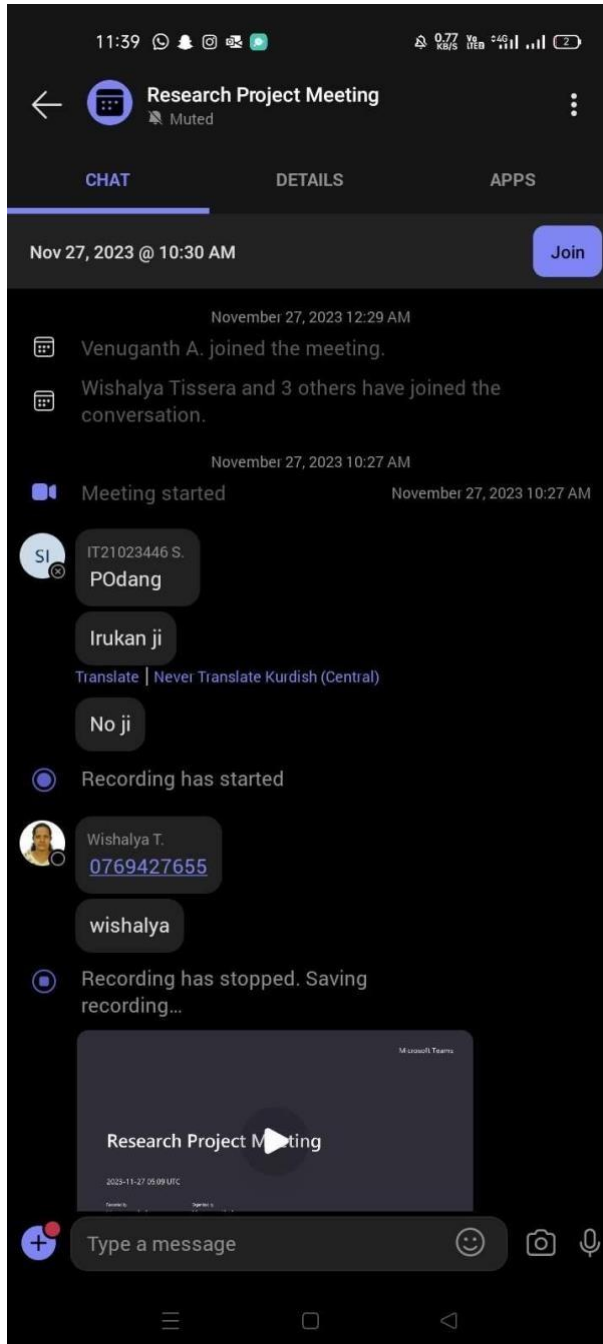 11:39
0.77 KB/S
4G
2
Research Project Meeting
Muted
CHAT DETAILS APPS
Nov 27, 2023 @ 10:30 AM Join
November 27, 2023 12:29 AM
Venuganth A. joined the meeting.
Wishalya Tissera and 3 others have joined the
conversation.
November 27, 2023 10:27 AM
Meeting started November 27, 2023 10:27 AM
SI
IT21023446 S.
POdang
Irukan ji
Translate | Never Translate Kurdish (Central)
No ji
Recording has started
Wishalya T.
0769427655
wishalya
Recording has stopped. Saving
recording...
Microsoft Teams
Research Project Meeting
2023-11-27 05:09 UTC
Type a message